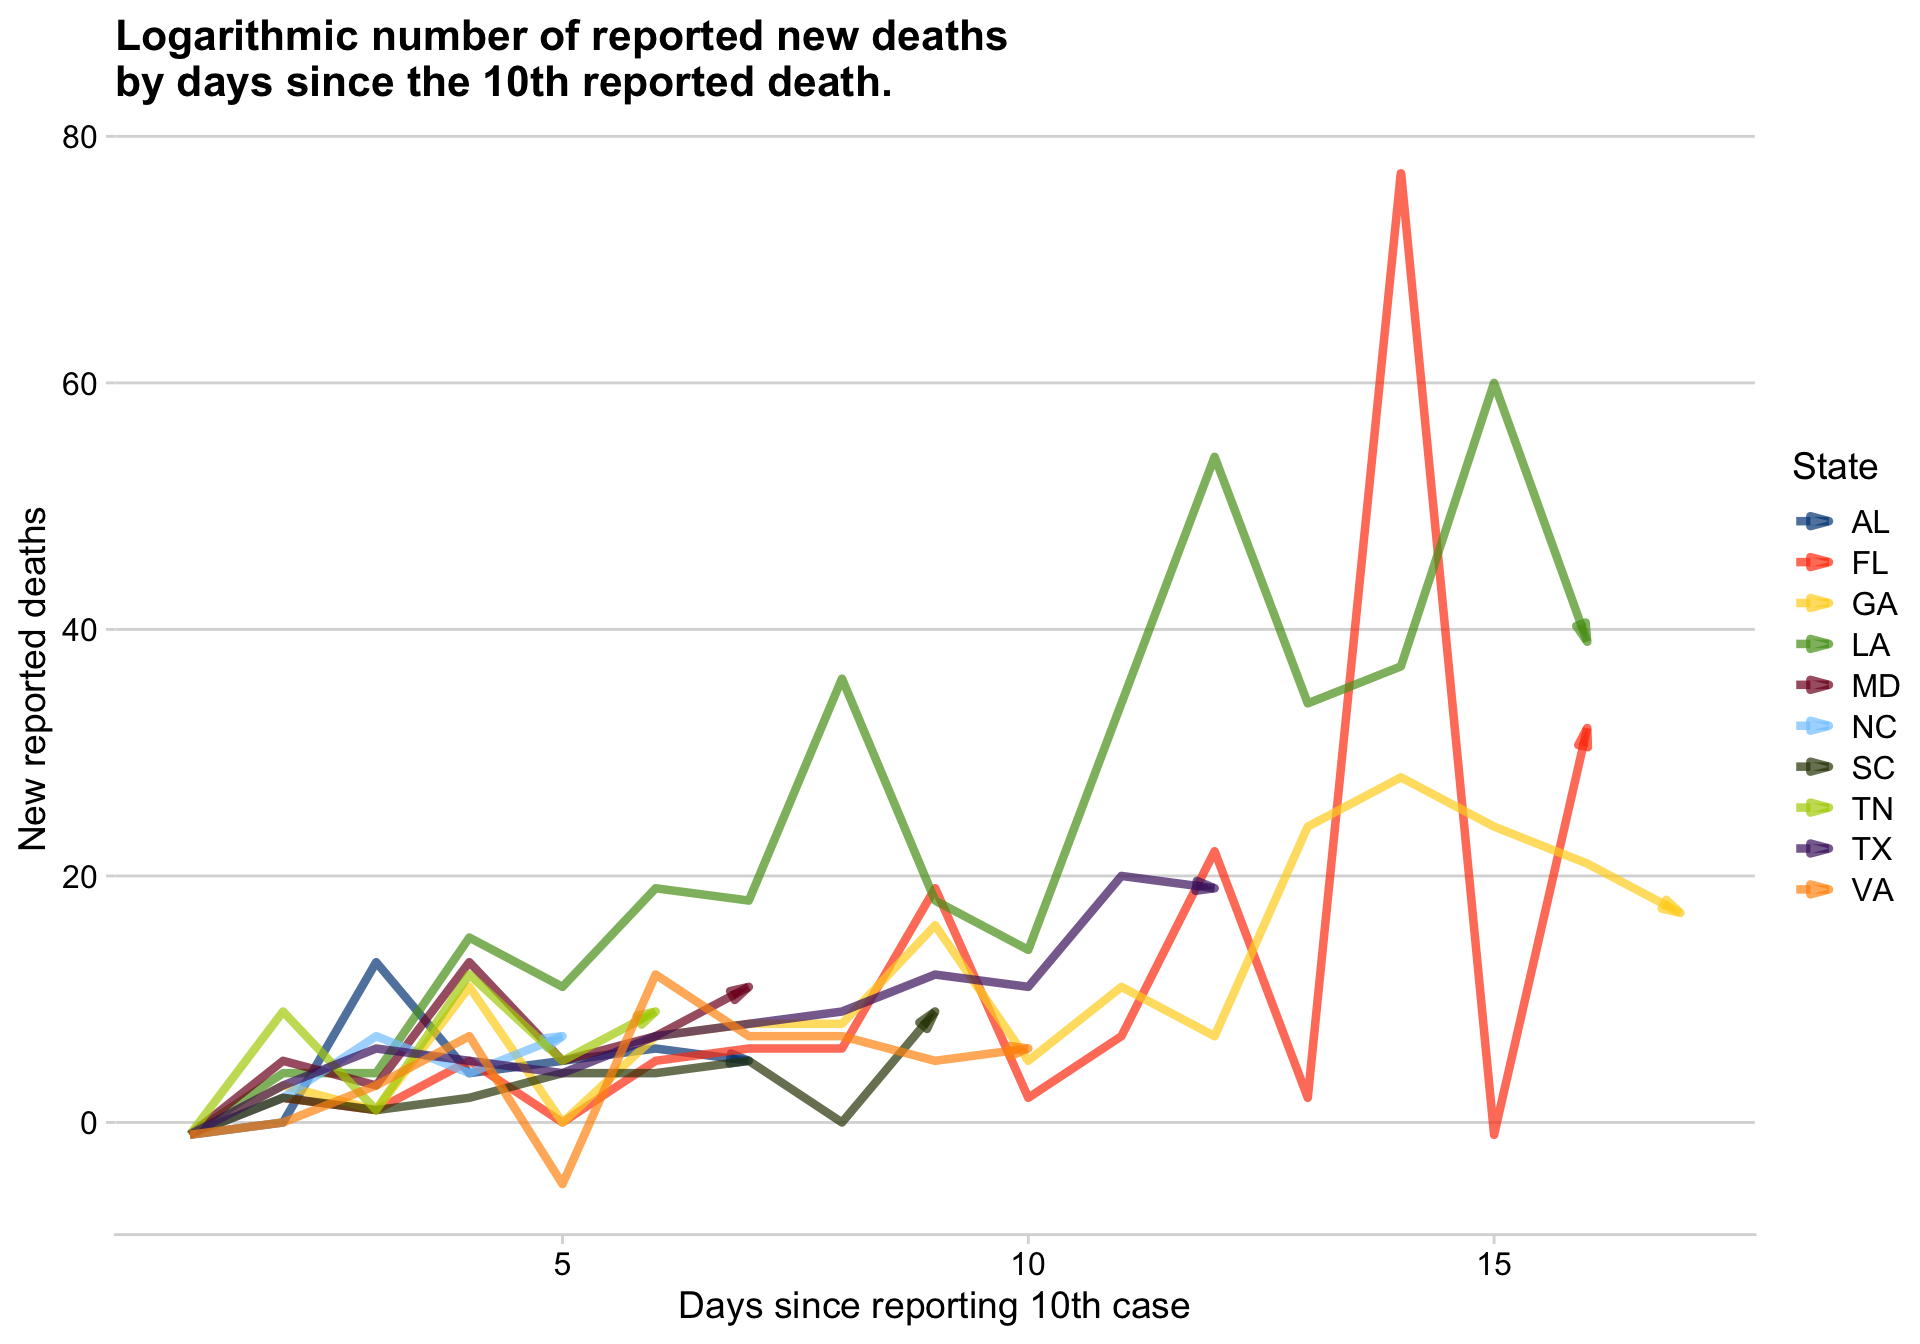 Logarithmic number of reported new deaths
by days since the 10th reported death.
80
60
40
20
0
New reported deaths
5
10
15
Days since reporting 10th case
State
AL
FL
GA
LA
MD
NC
SC
TN
TX
VA